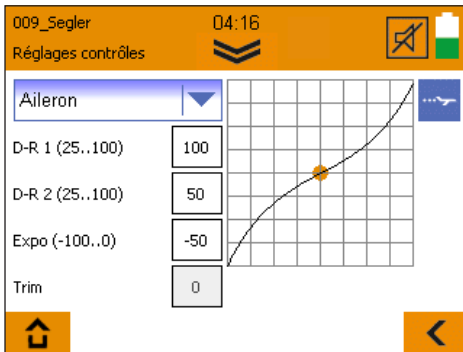 009_Segler
04:16
Réglages contrôles
Aileron
D-R 1 (25..100) 100
D-R 2 (25..100) 50
Expo (-100..0) -50
Trim 0